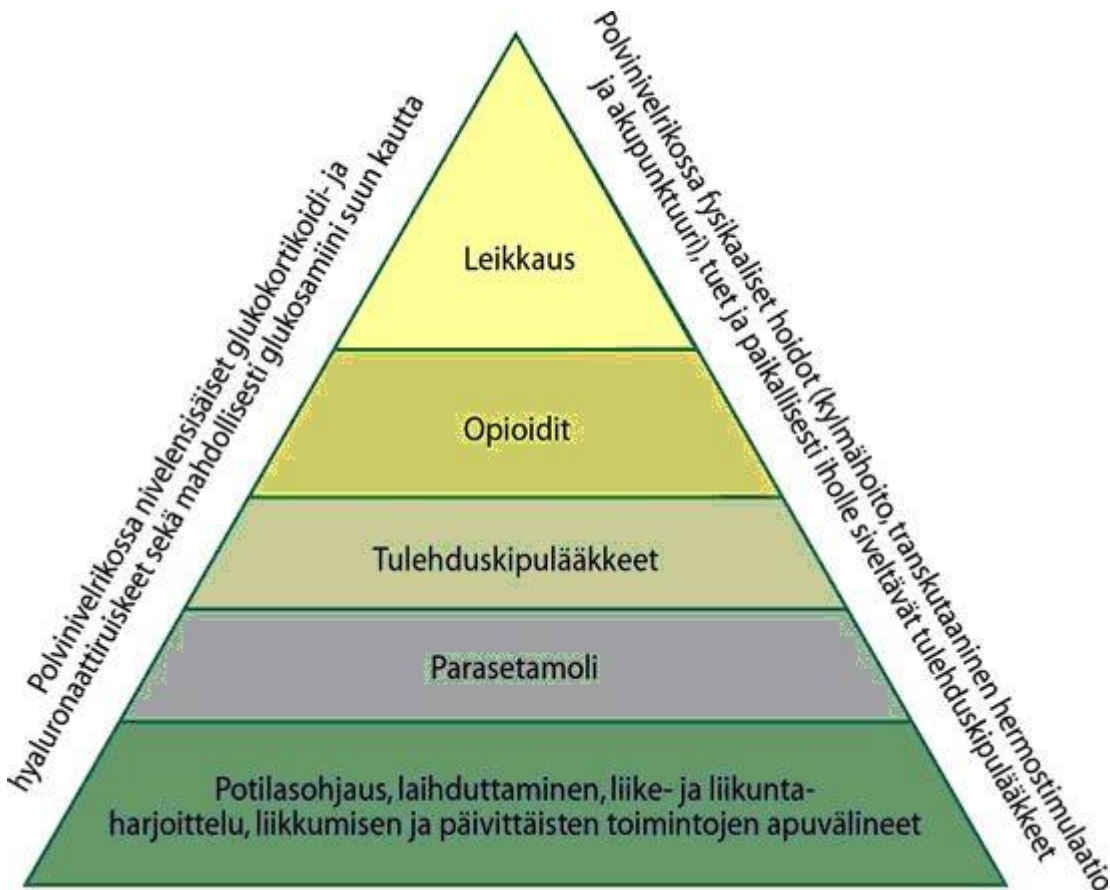 Polvinivelrikossa nivelensisäiset glukokortikoidi- ja
hyaluronaattiruiskeet sekä mahdollisesti glukosamiini suun kautta
Polvinivelrikossa fysikaaliset hoidot (kylmähoito, transkutaaninen hermostimulaatio
ja akupunktuuri), tuet ja paikallisesti iholle siveltävät tulehduskipulääkkeet
Leikkaus
Opioidit
Tulehduskipulääkkeet
Parasetamoli
Potilasohjaus, laihduttaminen, liike- ja liikunta-
harjoittelu, liikkumisen ja päivittäisten toimintojen apuvälineet